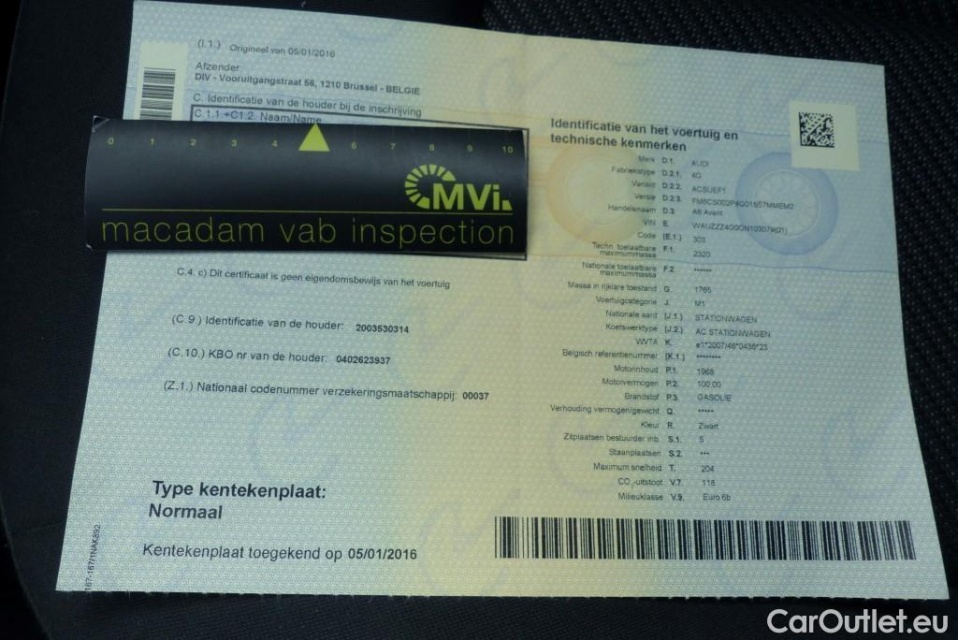 (I.1.) Origineel van 05/01/2016
Afzender
DIV - Vooruitgangstraat 56, 1210 Brussel - BELGIE
C. Identificatie van de houder bij de inschrijving
C.1.1.+C1.2. Naam/Name
0 1 2 3 4 6 7 8 9 10
MVi.
macadam vab inspection
C.4. c) Dit certificaat is geen eigendomsbewijs van het voertuig
(C.9.) Identificatie van de houder: 2003530314
(C.10.) KBO nr van de houder: 0402623937
(Z.1.) Nationaal codenummer verzekeringsmaatschappij: 00037
Type kentekenplaat:
Normaal
Kentekenplaat toegekend op 05/01/2016
Identificatie van het voertuig en
technische kenmerken
Merk D.1. AUDI
Fabriekstype D.2.1. 4G
Variant D.2.2. ACSUEF1
Versie D.2.3.
Handelsnaam D.3. A6 Avant
VIN E.
Code (E.1.) 303
Techn. toelaatbare
maximummassa F.1. 2320
Nationale toelaatbare
maximummassa F.2. ******
Massa in rijklare toestand G. 1765
Voertuigcategorie J. M1
Nationale aard (J.1.) STATIONWAGEN
Koetswerktype (J.2.) AC STATIONWAGEN
WVTA K. e1*2007/46*0436*23
Belgisch referentienummer (K.1.) ********
Motorinhoud P.1. 1968
Motorvermogen P.2. 100.00
Brandstof P.3. GASOLIE
Verhouding vermogen/gewicht Q. *****
Kleur R. Zwart
Zitplaatsen bestuurder inb. S.1. 5
Staanplaatsen S.2. ***
Maximum snelheid T. 204
CO2-uitstoot V.7. 118
Milieuklasse V.9. Euro 6b
CarOutlet.eu